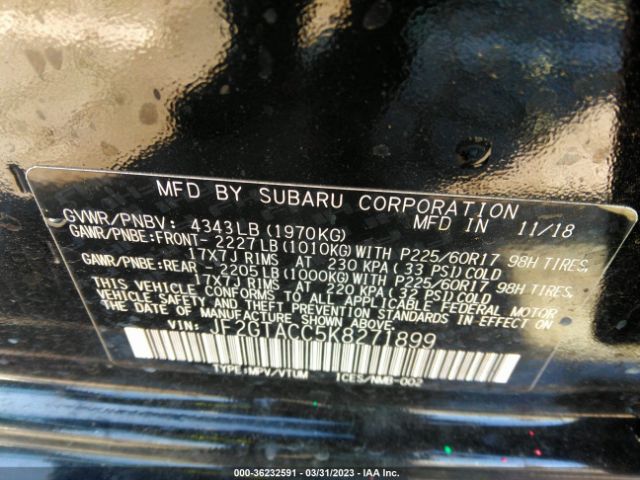 MFD BY SUBARU CORPORATION
GVWR/PNBV: 4343LB (1970KG) MFD IN 11/18
GAWR/PNBE:FRONT- 2227LB(1010KG)WITH P225/60R17 98H TIRES,
17X7J RIMS AT 230 KPA (33 PSI)COLD
GAWR/PNBE:REAR -2205LB(1000KG)WITH P225/60R17 98H TIRES,
17X7J RIMS AT 220 KPA (33 PSI)COLD
THIS VEHICLE CONFORMS TO ALL APPLICABLE FEDERAL MOTOR
VEHICLE SAFETY AND THEFT PREVENTION STANDARDS IN EFFECT ON
THE DATE OF MANUFACTURE SHOWN ABOVE.
VIN: JF2GTACC5K8271899
TYPE:MPV/VTUM ICES/NMB-002
000-36232591 — 03/31/2023 — IAA Inc.